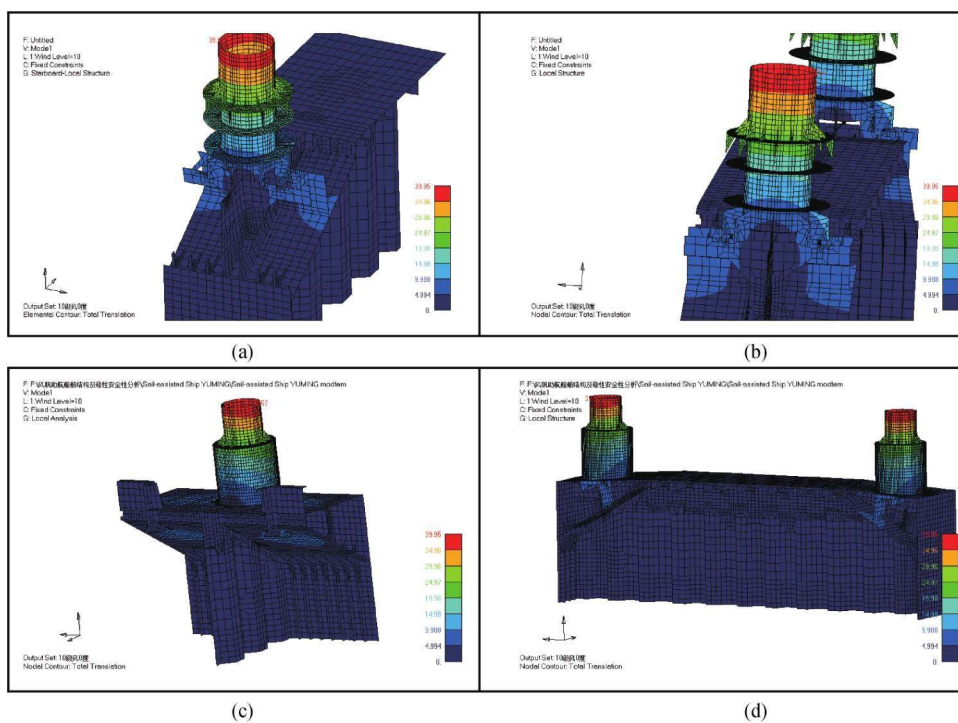 F: Untitled
V: Mode1
L: 1 Wind Level=10
C: Fixed Constraints
G: Starboard-Local Structure
39.95
34.96
29.96
24.97
19.98
14.98
9.988
4.994
0.
Output Set: 10级风0度
Elemental Contour: Total Translation
(a)
F: Untitled
V: Mode1
L: 1 Wind Level=10
C: Fixed Constraints
G: Local Structure
39.95
34.96
29.96
24.97
19.98
14.98
9.988
4.994
0.
Output Set: 10级风0度
Nodal Contour: Total Translation
(b)
V: Mode1
L: 1 Wind Level=10
C: Fixed Constraints
G: Local Analysis
39.95
34.96
29.96
24.97
19.98
14.98
9.988
4.994
0.
Output Set: 10级风0度
Nodal Contour: Total Translation
(c)
V: Mode1
L: 1 Wind Level=10
C: Fixed Constraints
G: Local Structure
39.95
34.96
29.96
24.97
19.98
14.98
9.988
4.994
0.
Output Set: 10级风0度
Nodal Contour: Total Translation
(d)